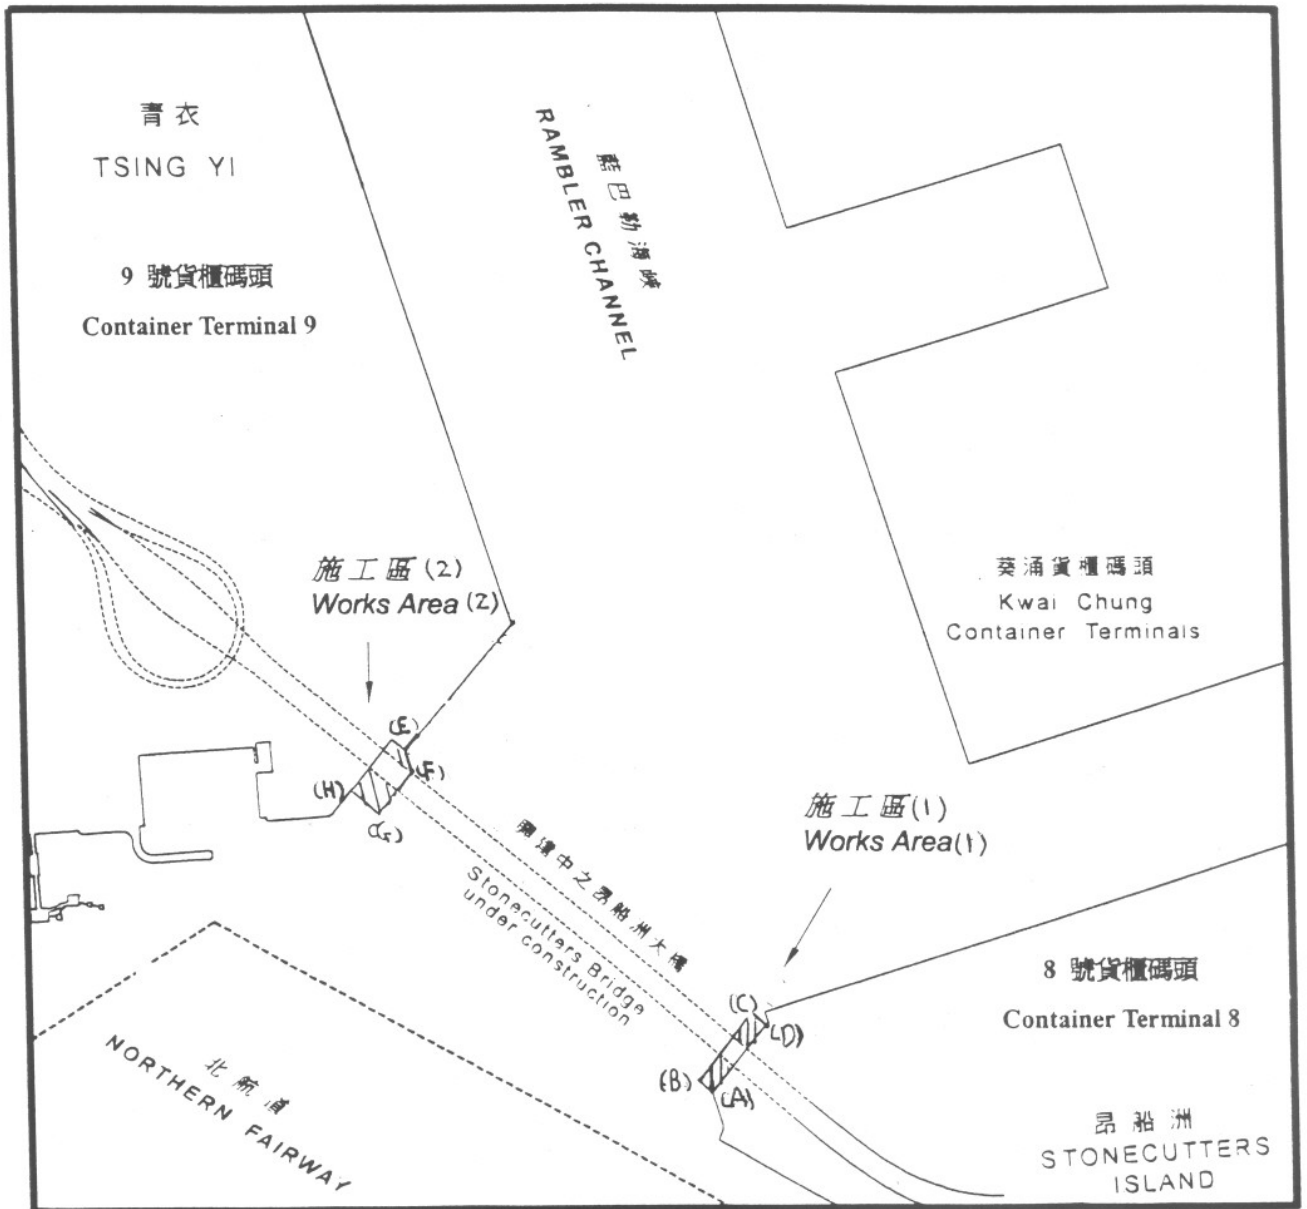 青衣
TSING YI
9 號貨櫃碼頭
Container Terminal 9
藍巴勒海峽
RAMBLER CHANNEL
施工區(2)
Works Area(2)
葵涌貨櫃碼頭
Kwai Chung
Container Terminals
(E)
(F)
(H)
(G)
施工區(1)
Works Area(1)
興建中之昂船洲大橋
Stonecutters Bridge
under construction
8 號貨櫃碼頭
Container Terminal 8
(C)
(D)
(B)
(A)
北航道
NORTHERN FAIRWAY
昂船洲
STONECUTTERS
ISLAND